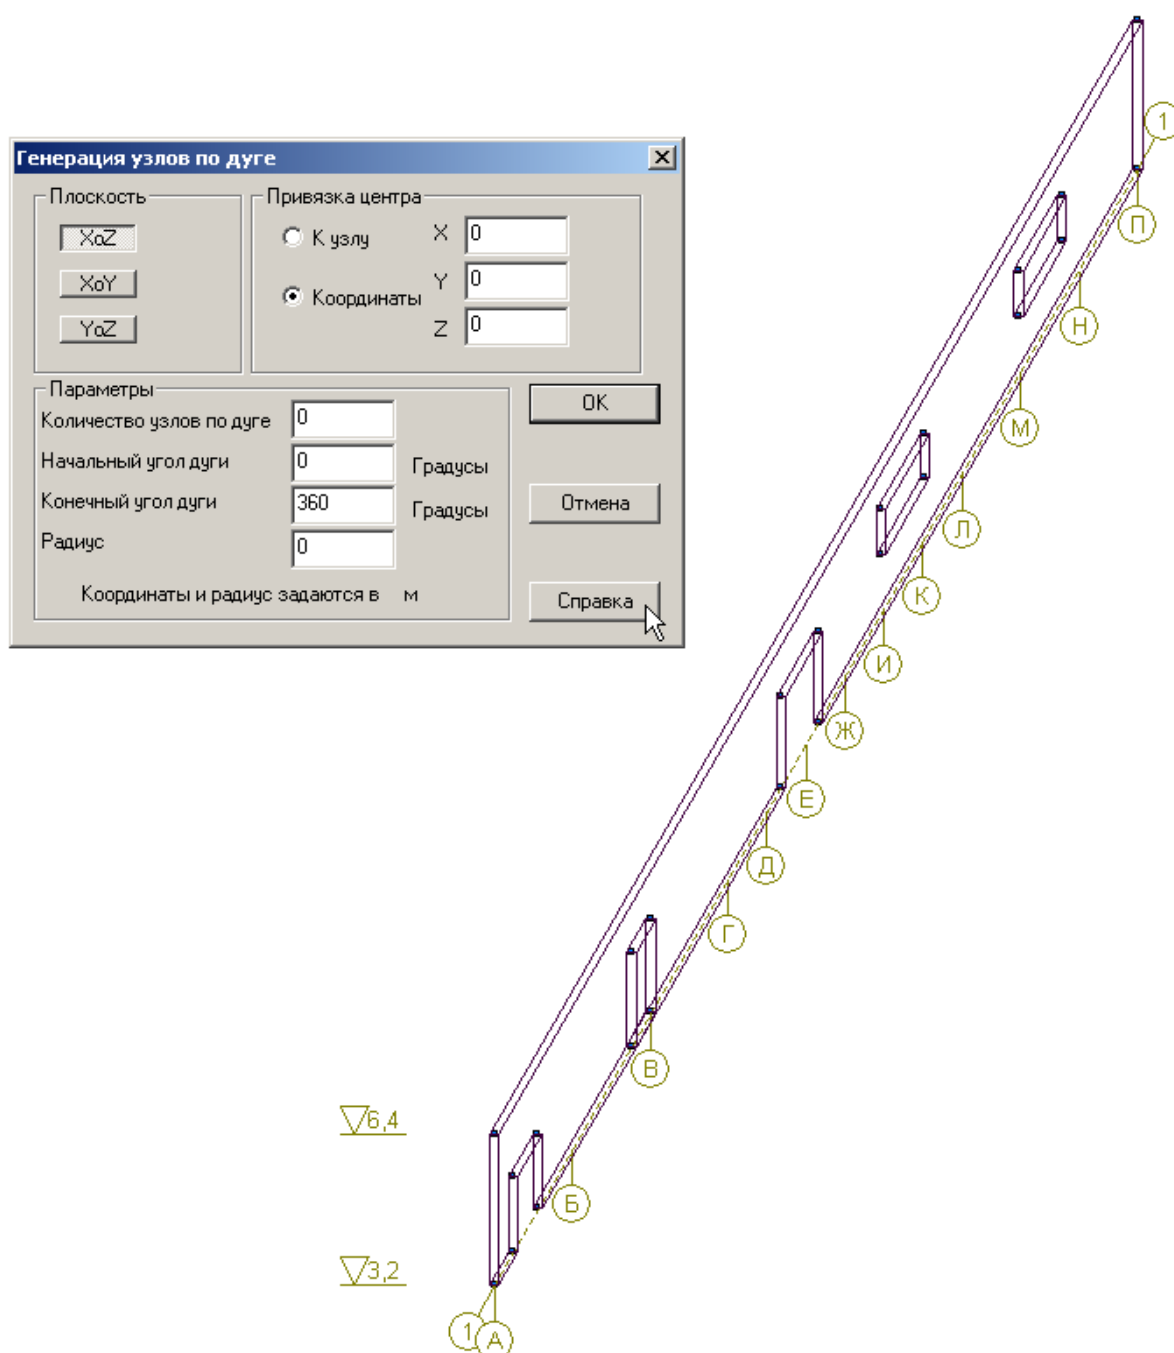 Генерация узлов по дуге
Плоскость
XoZ
XoY
YoZ
Привязка центра
К узлу
Координаты
X 0
Y 0
Z 0
Параметры
Количество узлов по дуге 0
Начальный угол дуги 0 Градусы
Конечный угол дуги 360 Градусы
Радиус 0
Координаты и радиус задаются в м
OK
Отмена
Справка
1
П
Н
М
Л
К
И
Ж
Е
Д
Г
В
Б
6,4
3,2
1 А